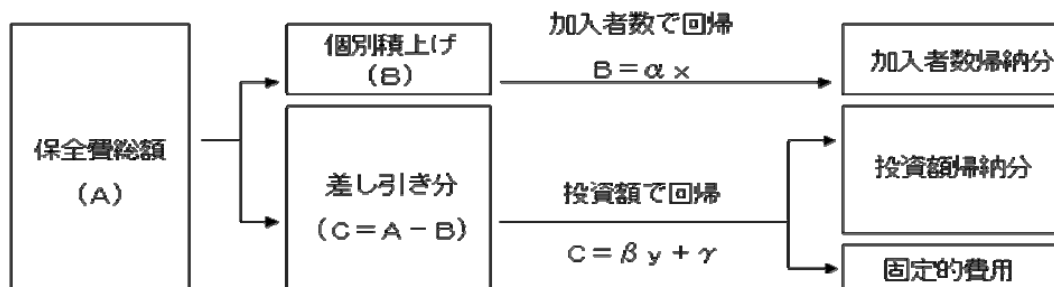 保全費総額
(A)
個別積上げ
(B)
差し引き分
(C=A-B)
加入者数で回帰
B=αx
投資額で回帰
C=βy+γ
加入者数帰納分
投資額帰納分
固定的費用